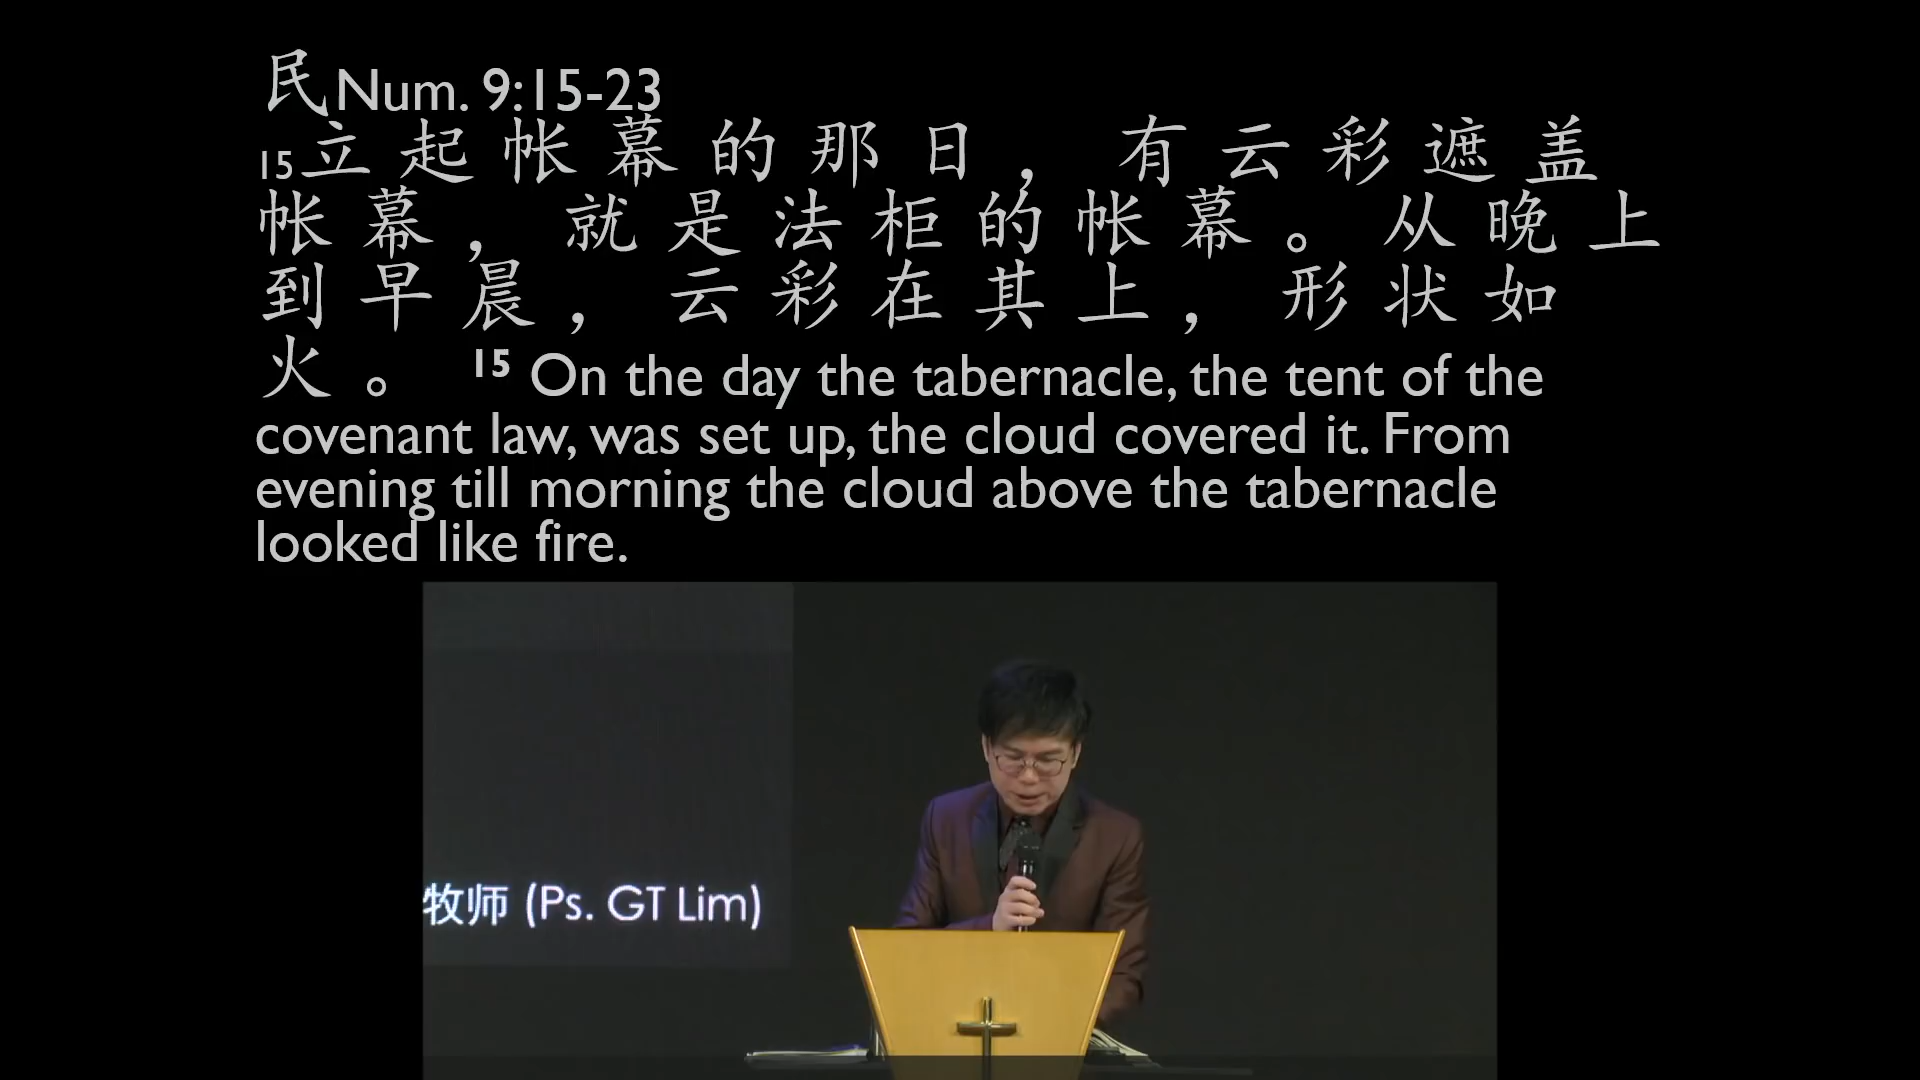 民Num. 9:15-23
15立起帐幕的那日，有云彩遮盖
帐幕，就是法柜的帐幕。从晚上
到早晨，云彩在其上，形状如
火。 15 On the day the tabernacle, the tent of the
covenant law, was set up, the cloud covered it. From
evening till morning the cloud above the tabernacle
looked like fire.
牧师 (Ps. GT Lim)